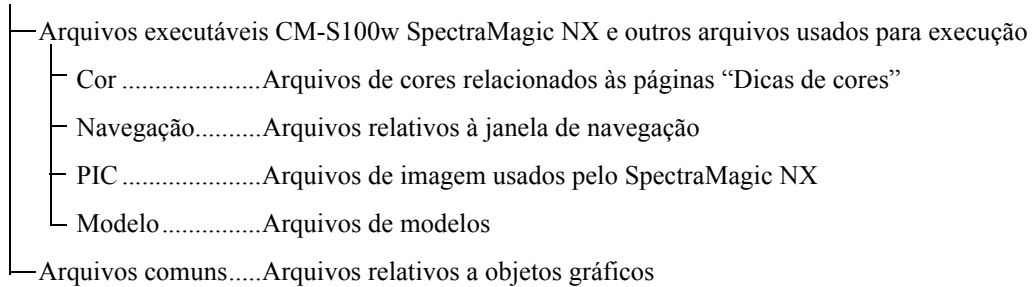 Arquivos executáveis CM-S100w SpectraMagic NX e outros arquivos usados para execução
Cor .....................Arquivos de cores relacionados às páginas “Dicas de cores”
Navegação..........Arquivos relativos à janela de navegação
PIC .....................Arquivos de imagem usados pelo SpectraMagic NX
Modelo...............Arquivos de modelos
Arquivos comuns.....Arquivos relativos a objetos gráficos